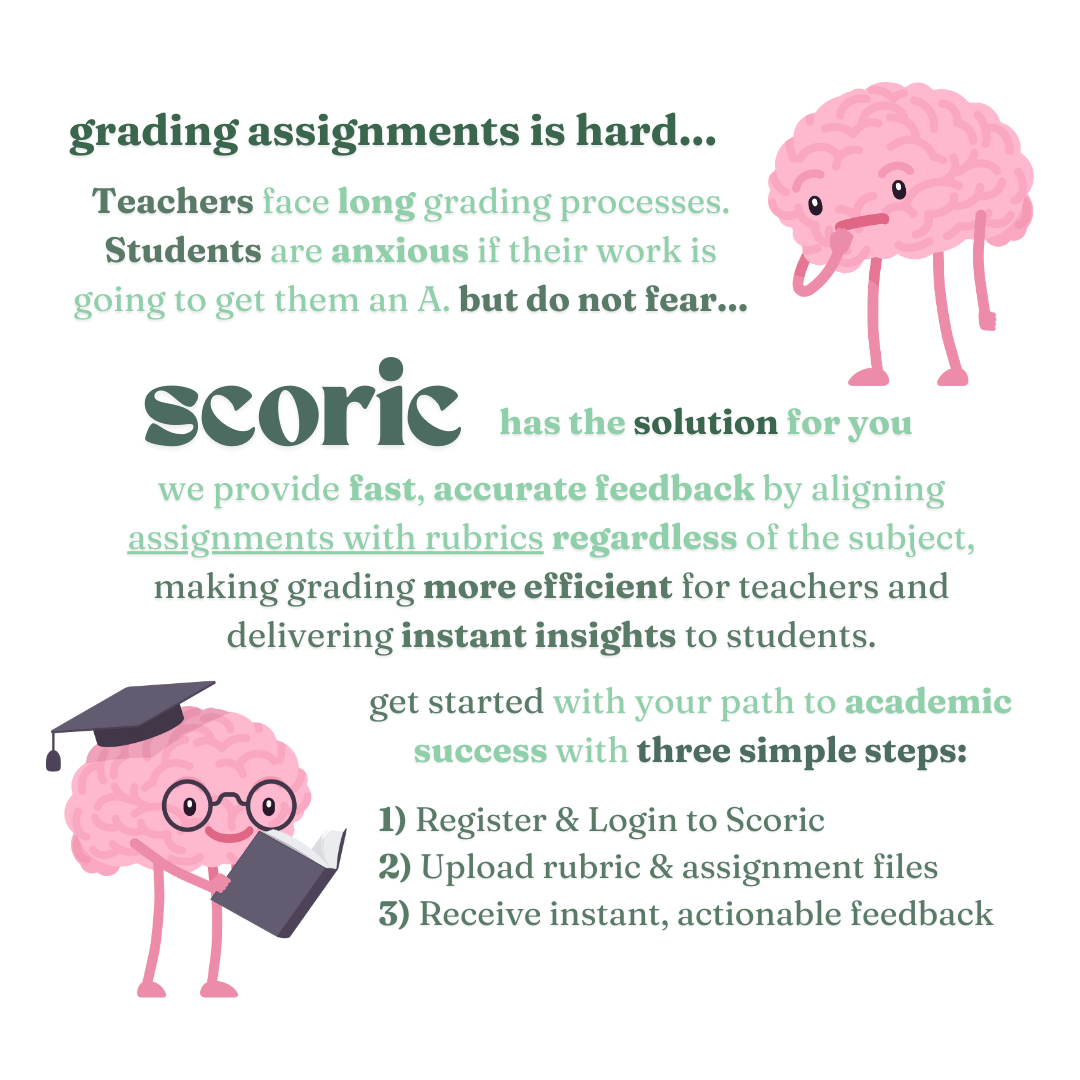 grading assignments is hard...
Teachers face long grading processes.
Students are anxious if their work is
going to get them an A. but do not fear...
scoric has the solution for you
we provide fast, accurate feedback by aligning
assignments with rubrics regardless of the subject,
making grading more efficient for teachers and
delivering instant insights to students.
get started with your path to academic
success with three simple steps:
1) Register & Login to Scoric
2) Upload rubric & assignment files
3) Receive instant, actionable feedback